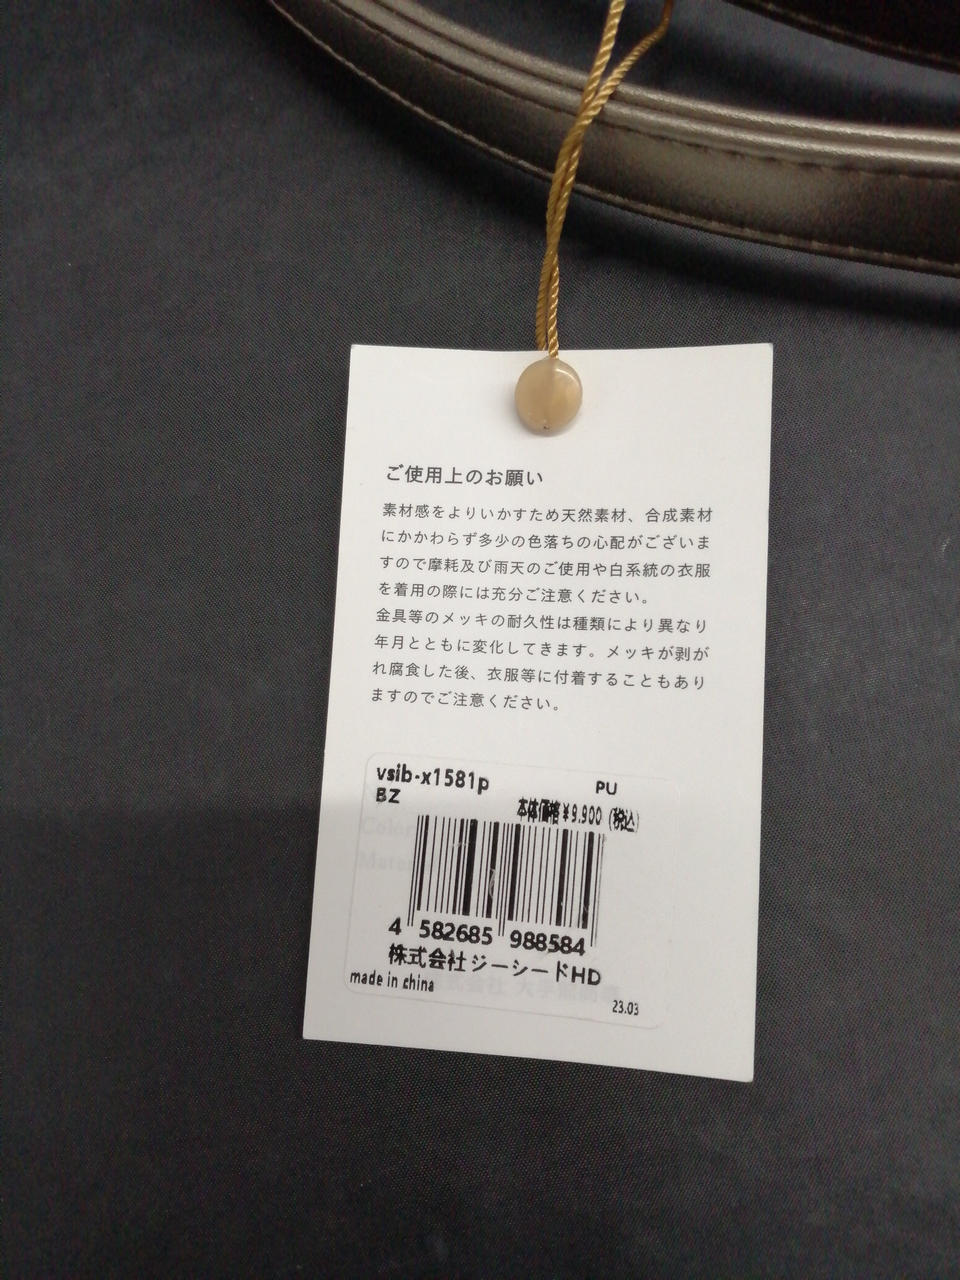 ご使用上のお願い
素材感をよりいかすため天然素材、合成素材
にかかわらず多少の色落ちの心配がございま
すので摩耗及び雨天のご使用や白系統の衣服
を着用の際には充分ご注意ください。
金具等のメッキの耐久性は種類により異なり
年月とともに変化してきます。メッキが剥が
れ腐食した後、衣服等に付着することもあり
ますのでご注意ください。
vsib-x1581p PU
BZ
本体価格¥9,900（税込）
Color
Mater
4 582685 988584
株式会社ジーシードHD
made in china
23.03